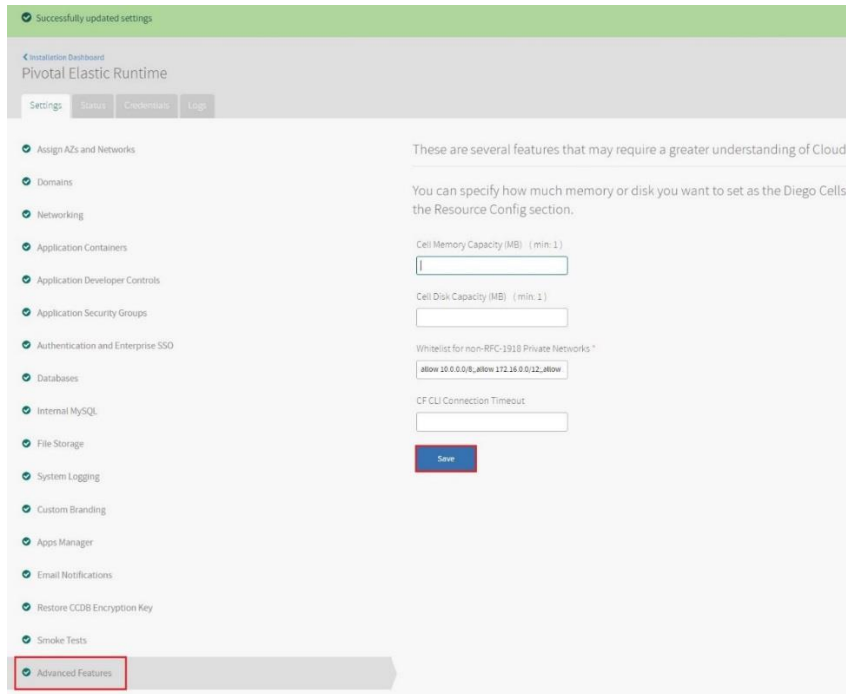 Successfully updated settings
Installation Dashboard
Pivotal Elastic Runtime
Settings Status Credentials Logs
Assign AZs and Networks
Domains
Networking
Application Containers
Application Developer Controls
Application Security Groups
Authentication and Enterprise SSO
Databases
Internal MySQL
File Storage
System Logging
Custom Branding
Apps Manager
Email Notifications
Restore CCDB Encryption Key
Smoke Tests
Advanced Features
These are several features that may require a greater understanding of Cloud
You can specify how much memory or disk you want to set as the Diego Cells
the Resource Config section.
Cell Memory Capacity (MB) ( min: 1 )
Cell Disk Capacity (MB) ( min: 1 )
Whitelist for non-RFC-1918 Private Networks *
allow 10.0.0.0/8;,allow 172.16.0.0/12;,allow
CF CLI Connection Timeout
Save